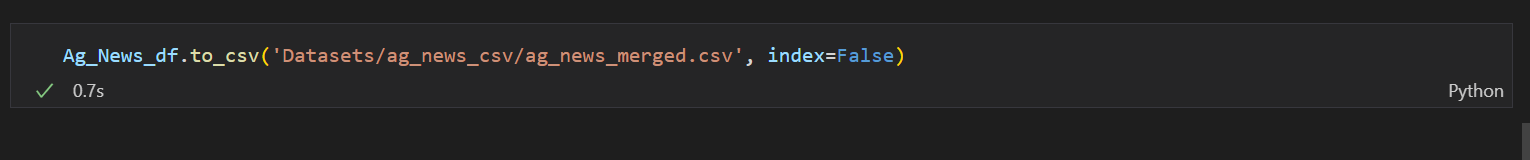 Ag_News_df.to_csv('Datasets/ag_news_csv/ag_news_merged.csv', index=False)
0.7s
Python